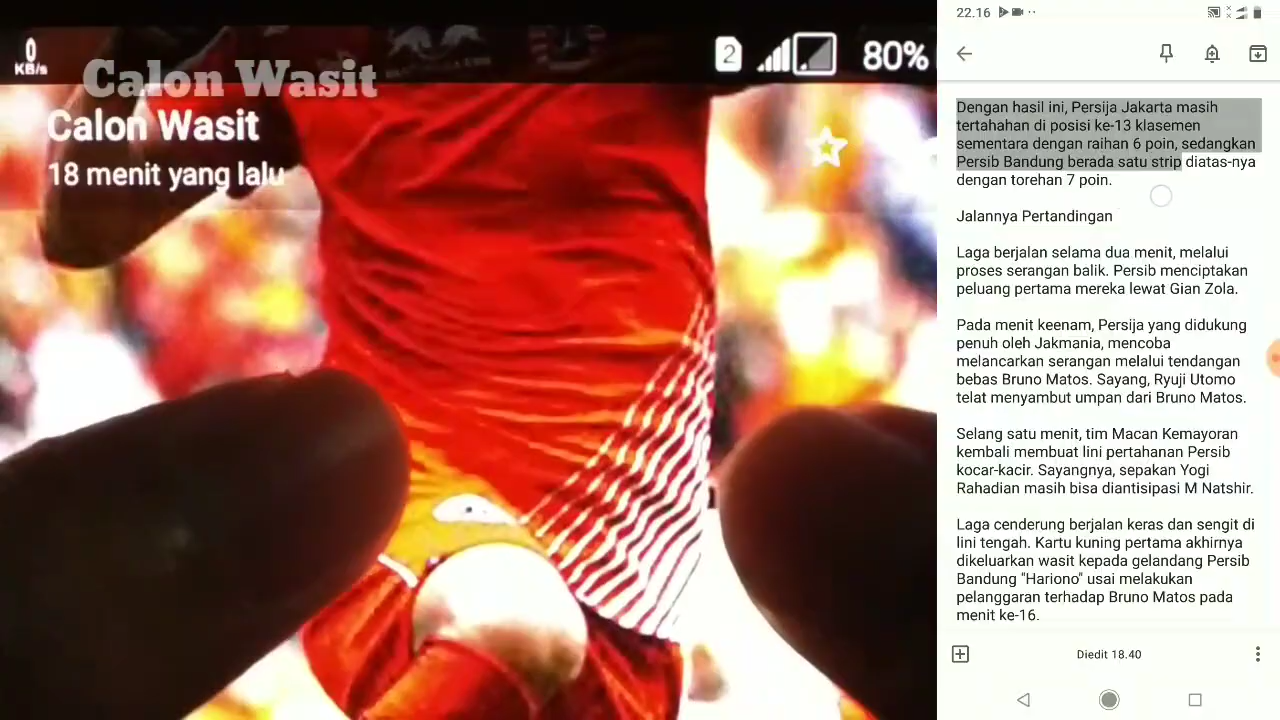 0
KB/s
2
80%
Calon Wasit
Calon Wasit
18 menit yang lalu
22.16
Dengan hasil ini, Persija Jakarta masih
tertahahan di posisi ke-13 klasemen
sementara dengan raihan 6 poin, sedangkan
Persib Bandung berada satu strip diatas-nya
dengan torehan 7 poin.
Jalannya Pertandingan
Laga berjalan selama dua menit, melalui
proses serangan balik. Persib menciptakan
peluang pertama mereka lewat Gian Zola.
Pada menit keenam, Persija yang didukung
penuh oleh Jakmania, mencoba
melancarkan serangan melalui tendangan
bebas Bruno Matos. Sayang, Ryuji Utomo
telat menyambut umpan dari Bruno Matos.
Selang satu menit, tim Macan Kemayoran
kembali membuat lini pertahanan Persib
kocar-kacir. Sayangnya, sepakan Yogi
Rahadian masih bisa diantisipasi M Natshir.
Laga cenderung berjalan keras dan sengit di
lini tengah. Kartu kuning pertama akhirnya
dikeluarkan wasit kepada gelandang Persib
Bandung "Hariono" usai melakukan
pelanggaran terhadap Bruno Matos pada
menit ke-16.
Diedit 18.40